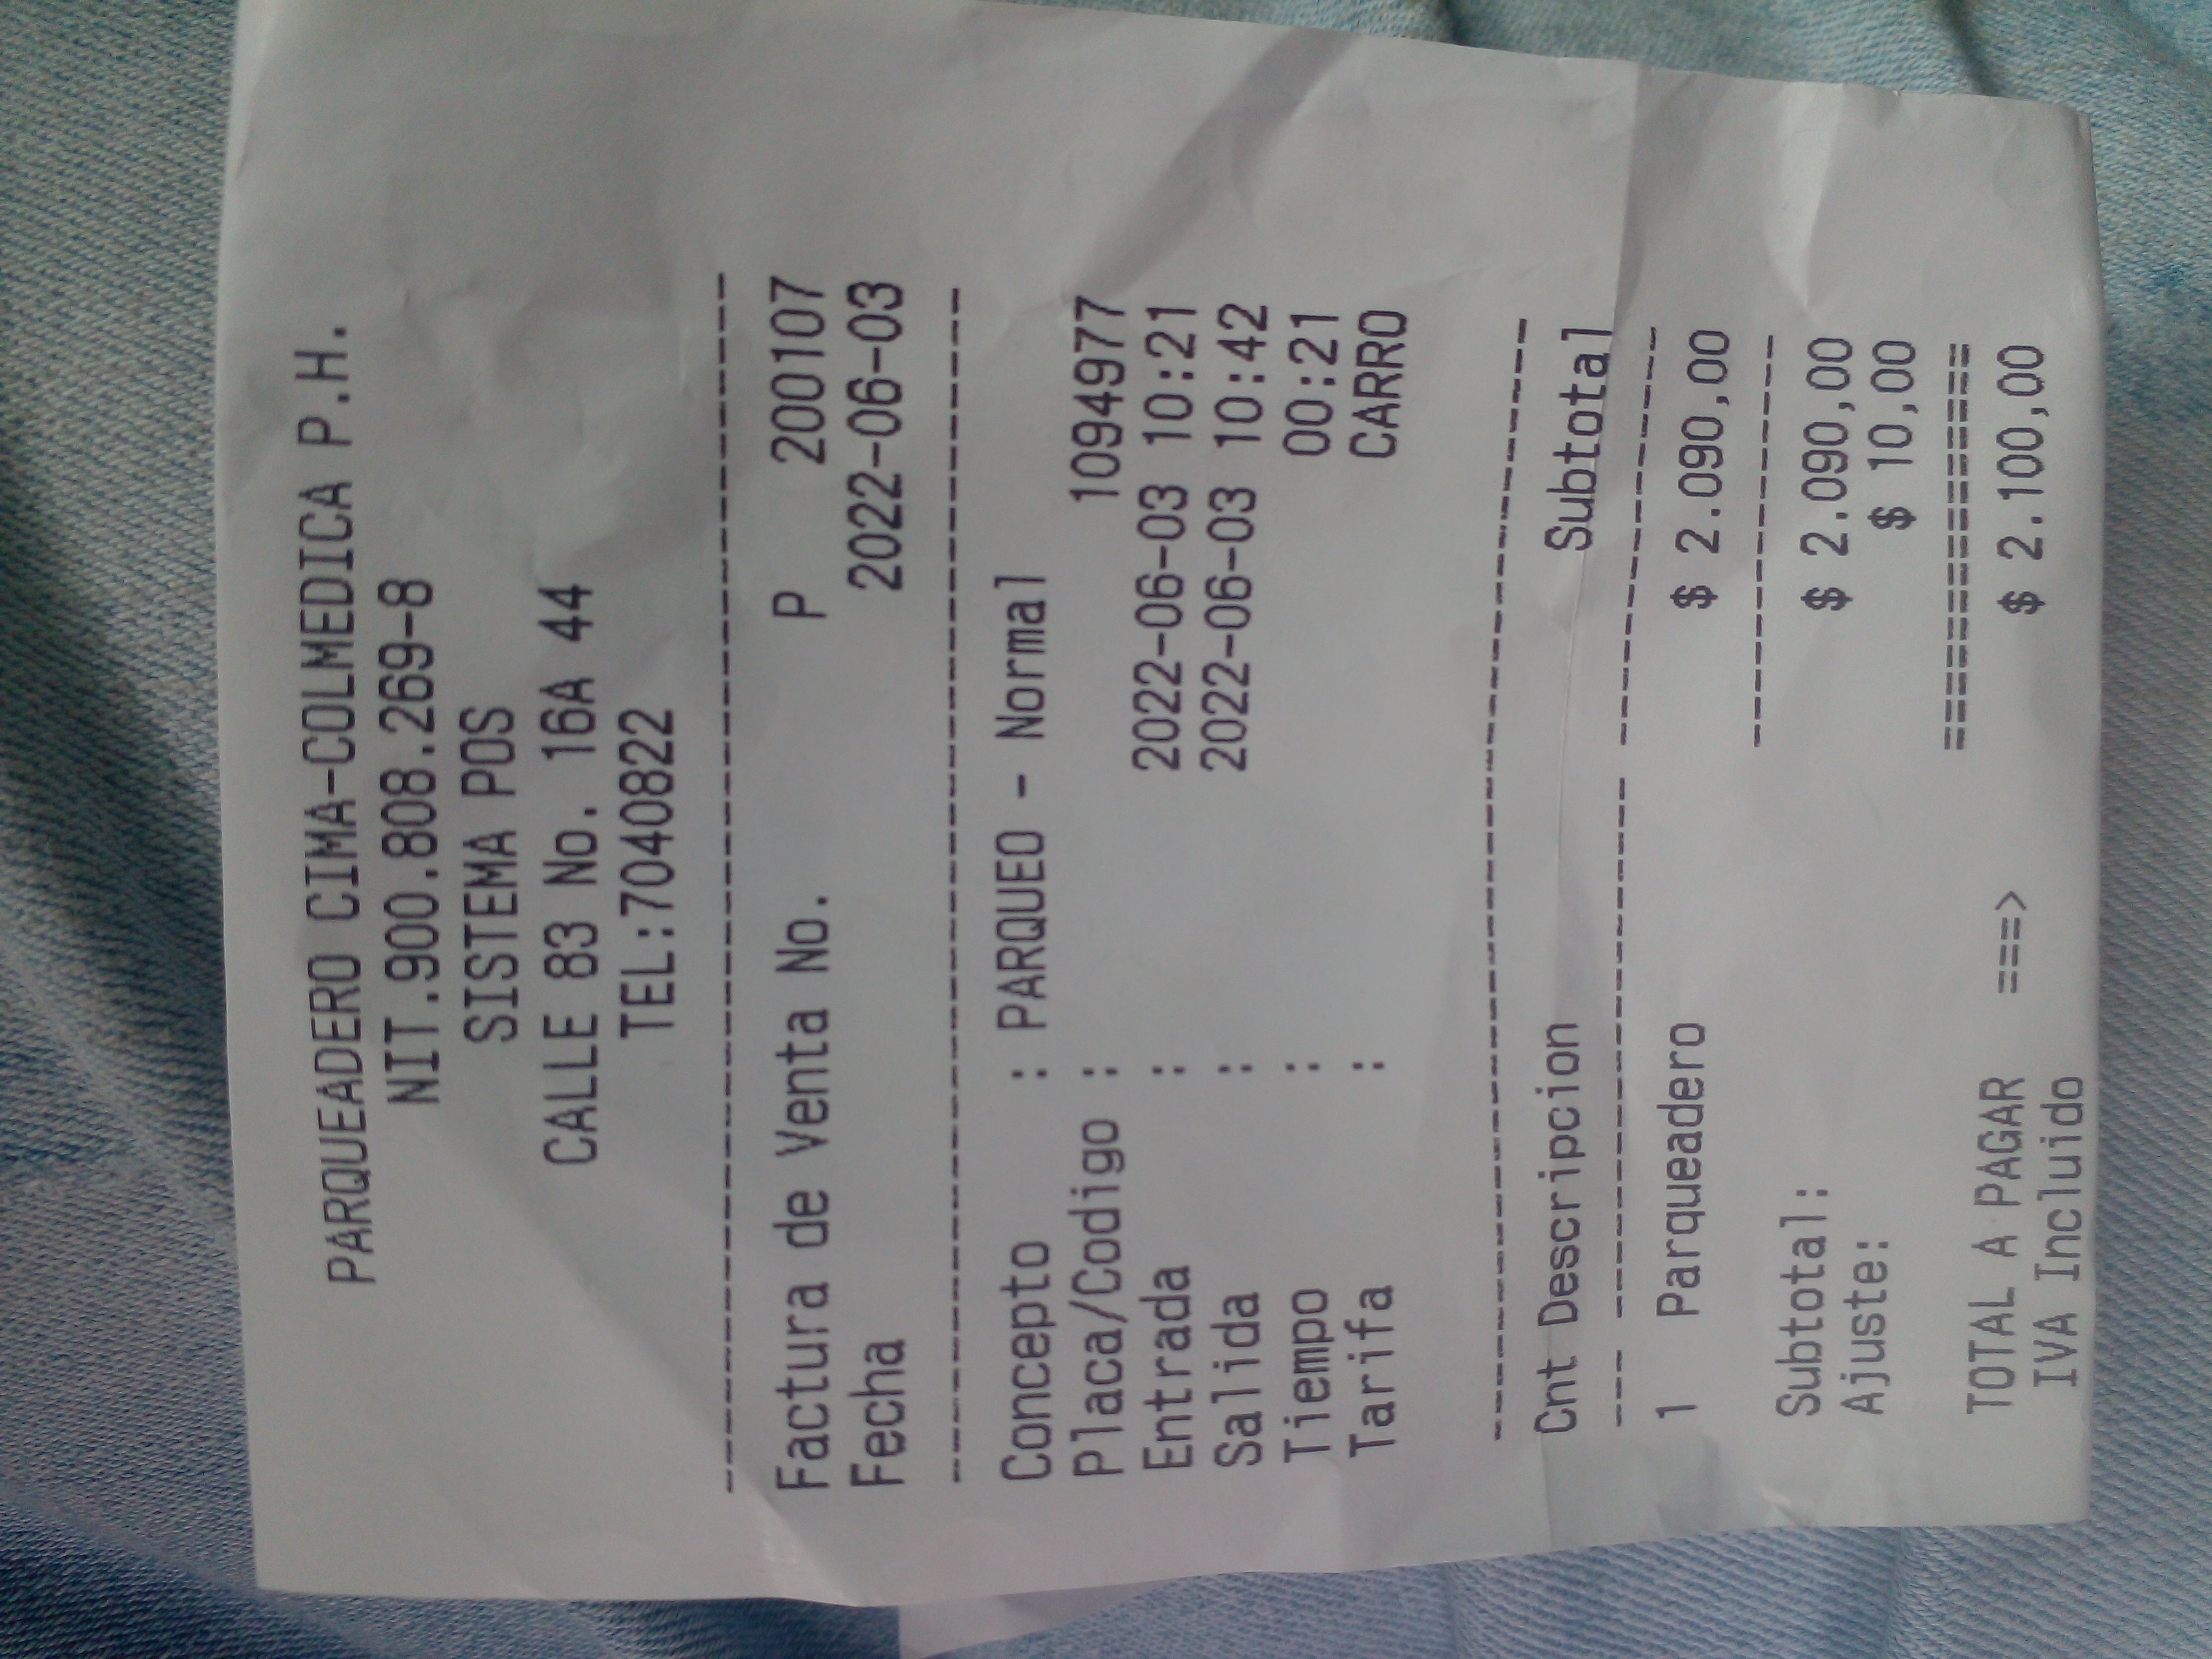 PARQUEADERO CIMA-COLMEDICA P.H.
NIT.900.808.269-8
SISTEMA POS
CALLE 83 No. 16A 44
TEL:7040822
------------------------------------------
Factura de Venta No. P 200107
Fecha 2022-06-03
------------------------------------------
Concepto : PARQUEO - Normal
Placa/Codigo : 1094977
Entrada : 2022-06-03 10:21
Salida : 2022-06-03 10:42
Tiempo : 00:21
Tarifa : CARRO
----------------------------------------
Cnt Descripcion Subtotal
--- -------------------- ---------------
1 Parqueadero $ 2.090,00
---------------
Subtotal: $ 2.090,00
Ajuste: $ 10,00
===============
TOTAL A PAGAR ===> $ 2.100,00
IVA Incluido